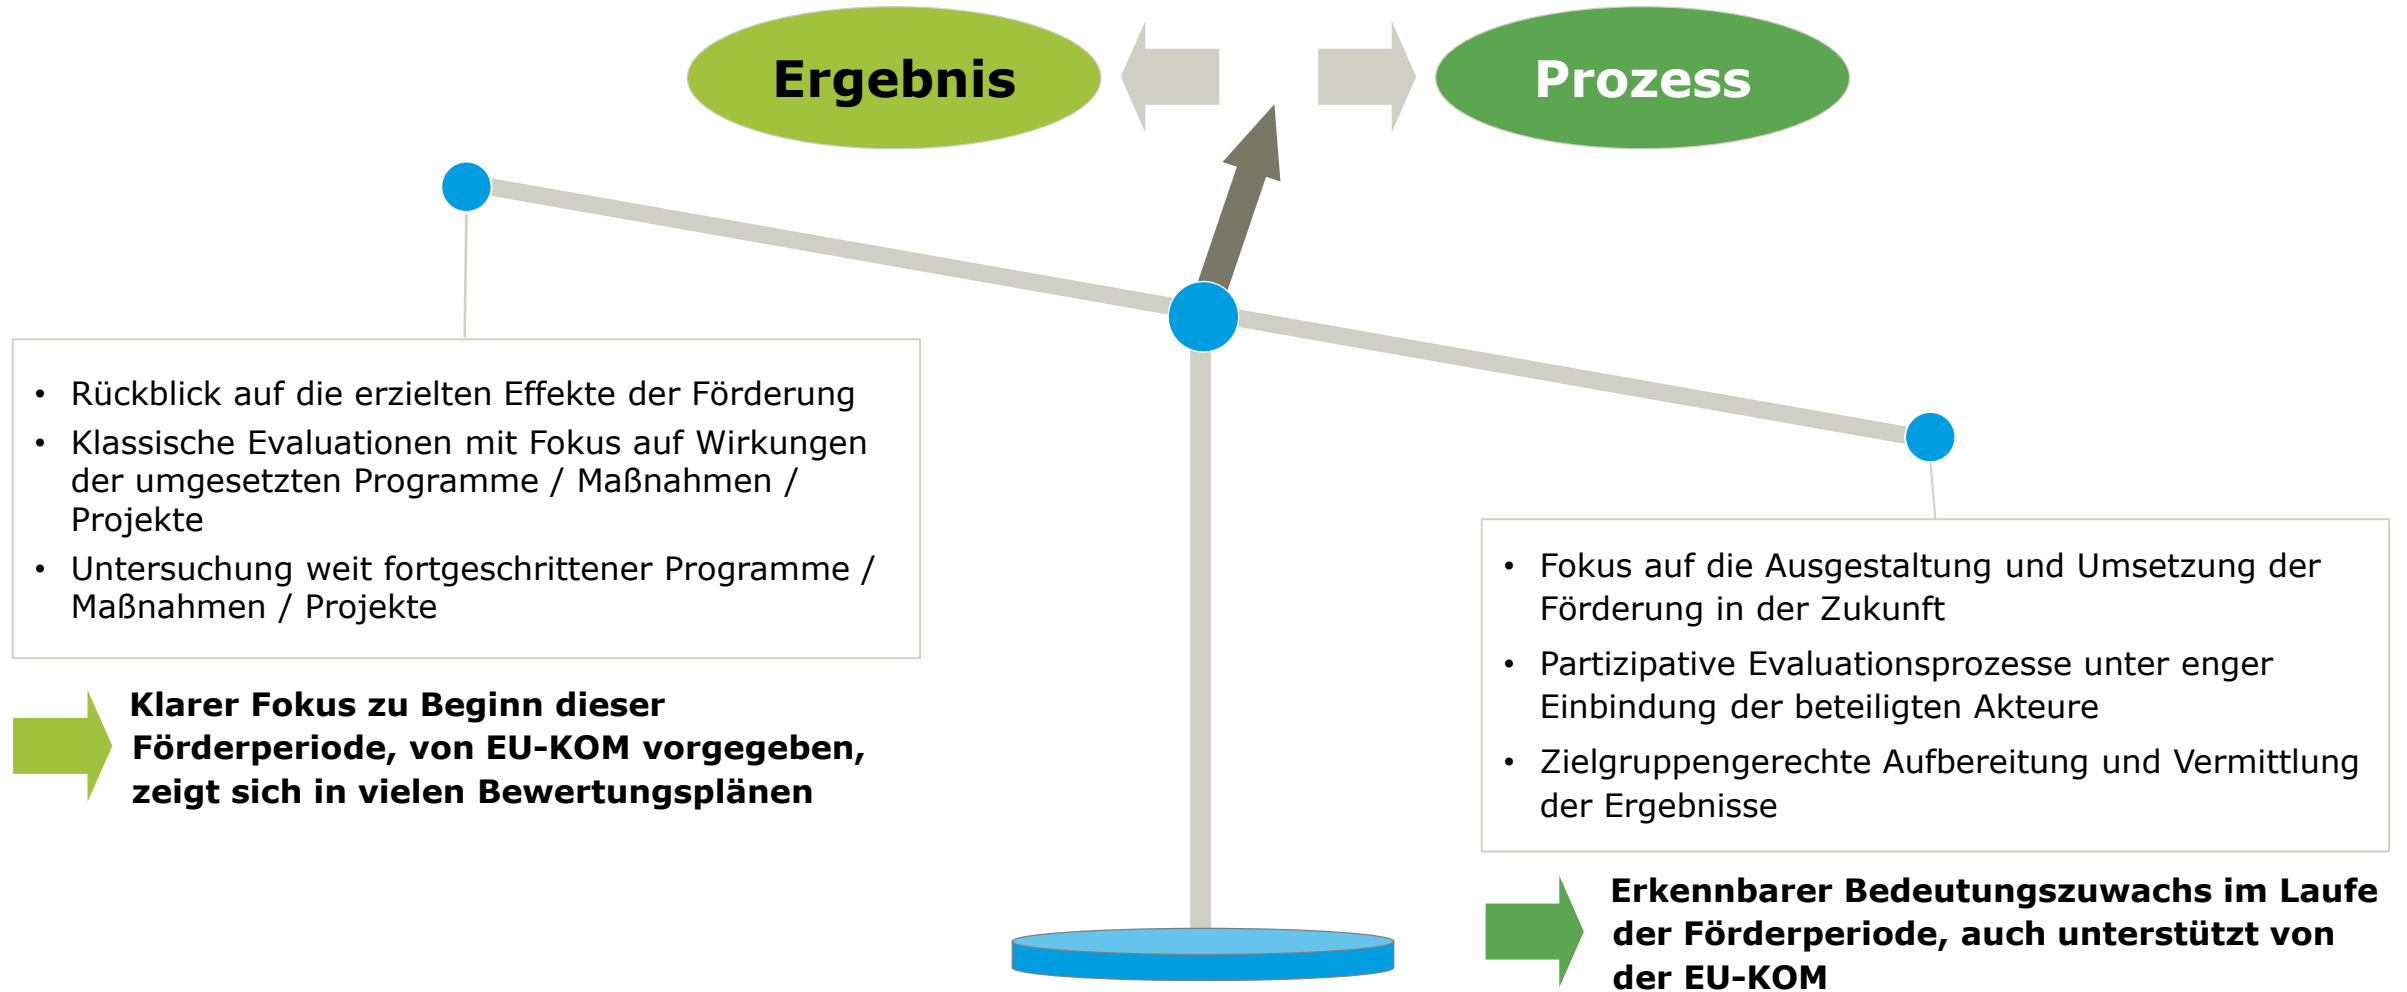 Ergebnis
Prozess
• Rückblick auf die erzielten Effekte der Förderung
• Klassische Evaluationen mit Fokus auf Wirkungen
der umgesetzten Programme / Maßnahmen /
Projekte
• Untersuchung weit fortgeschrittener Programme /
Maßnahmen / Projekte
Klarer Fokus zu Beginn dieser
Förderperiode, von EU-KOM vorgegeben,
zeigt sich in vielen Bewertungsplänen
• Fokus auf die Ausgestaltung und Umsetzung der
Förderung in der Zukunft
• Partizipative Evaluationsprozesse unter enger
Einbindung der beteiligten Akteure
• Zielgruppengerechte Aufbereitung und Vermittlung
der Ergebnisse
Erkennbarer Bedeutungszuwachs im Laufe
der Förderperiode, auch unterstützt von
der EU-KOM